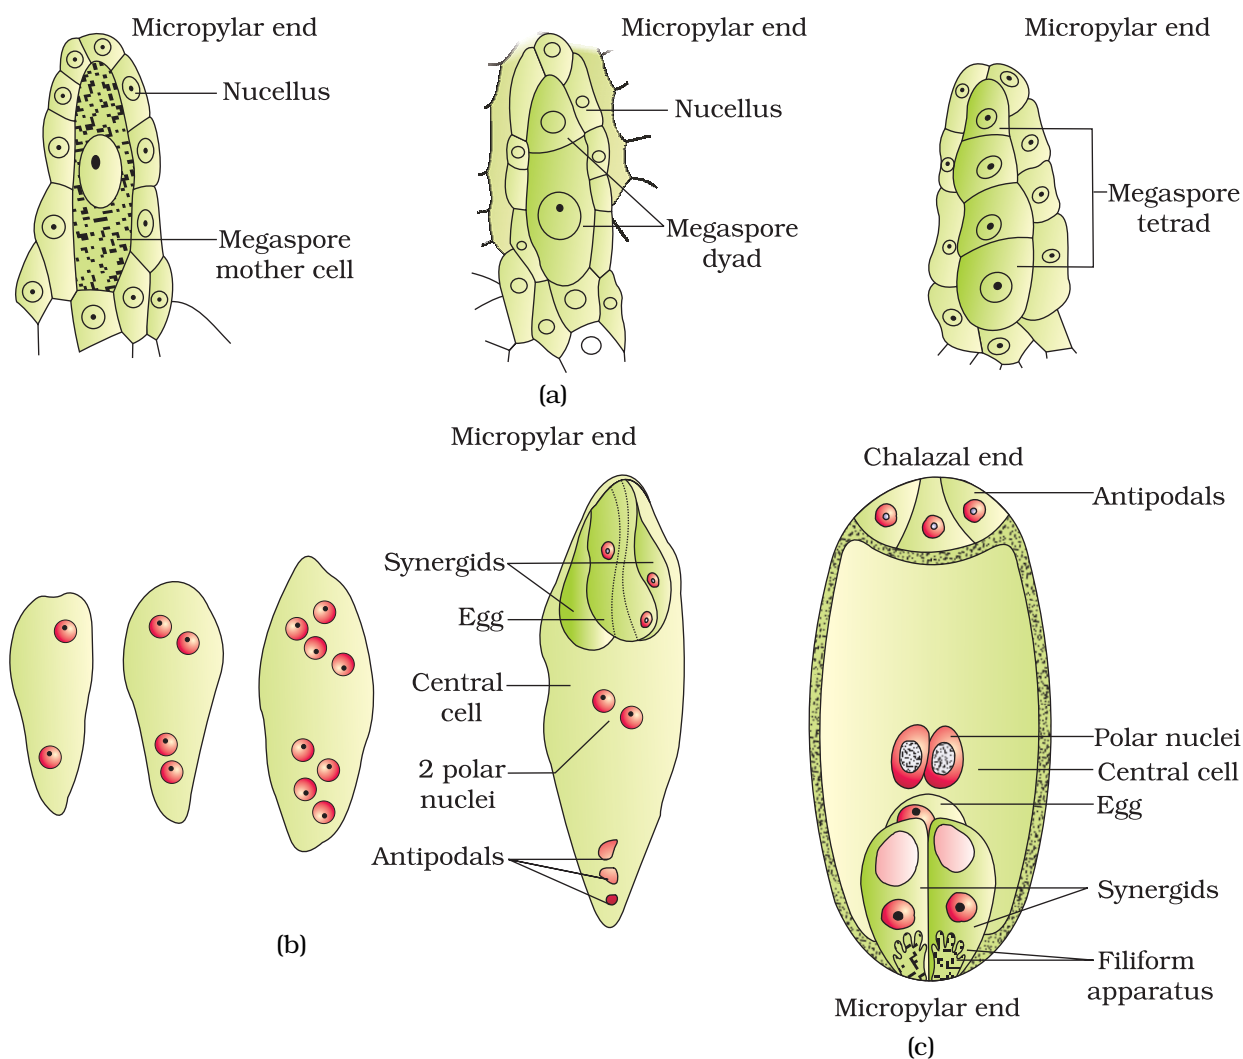 Micropylar end
Nucellus
Megaspore
mother cell
Micropylar end
Nucellus
Megaspore
dyad
Micropylar end
Megaspore
tetrad
(a)
Micropylar end
Synergids
Egg
Central
cell
2 polar
nuclei
Antipodals
(b)
Chalazal end
Antipodals
Polar nuclei
Central cell
Egg
Synergids
Filiform
apparatus
Micropylar end
(c)